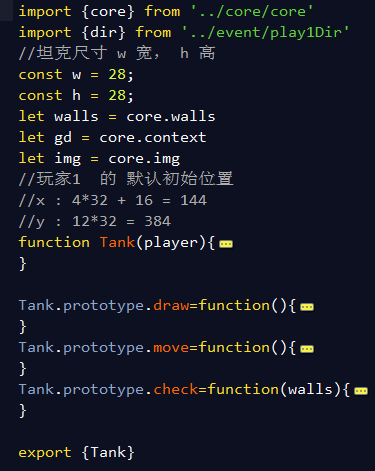 import {core} from '../core/core'
import {dir} from '../event/play1Dir'
//坦克尺寸 w 宽， h 高
const w = 28;
const h = 28;
let walls = core.walls
let gd = core.context
let img = core.img
//玩家1  的 默认初始位置
//x : 4*32 + 16 = 144
//y : 12*32 = 384
function Tank(player){
}
Tank.prototype.draw=function(){
}
Tank.prototype.move=function(){
}
Tank.prototype.check=function(walls){
}
export {Tank}